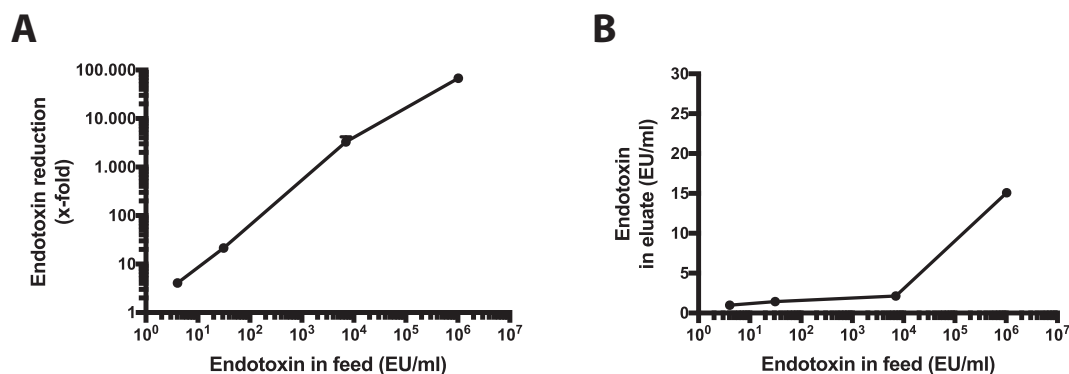 A
Endotoxin reduction
(x-fold)
100.000
10.000
1.000
100
10
1
10⁰ 10¹ 10² 10³ 10⁴ 10⁵ 10⁶ 10⁷
Endotoxin in feed (EU/ml)
B
Endotoxin
in eluate (EU/ml)
30
25
20
15
10
5
0
10⁰ 10¹ 10² 10³ 10⁴ 10⁵ 10⁶ 10⁷
Endotoxin in feed (EU/ml)